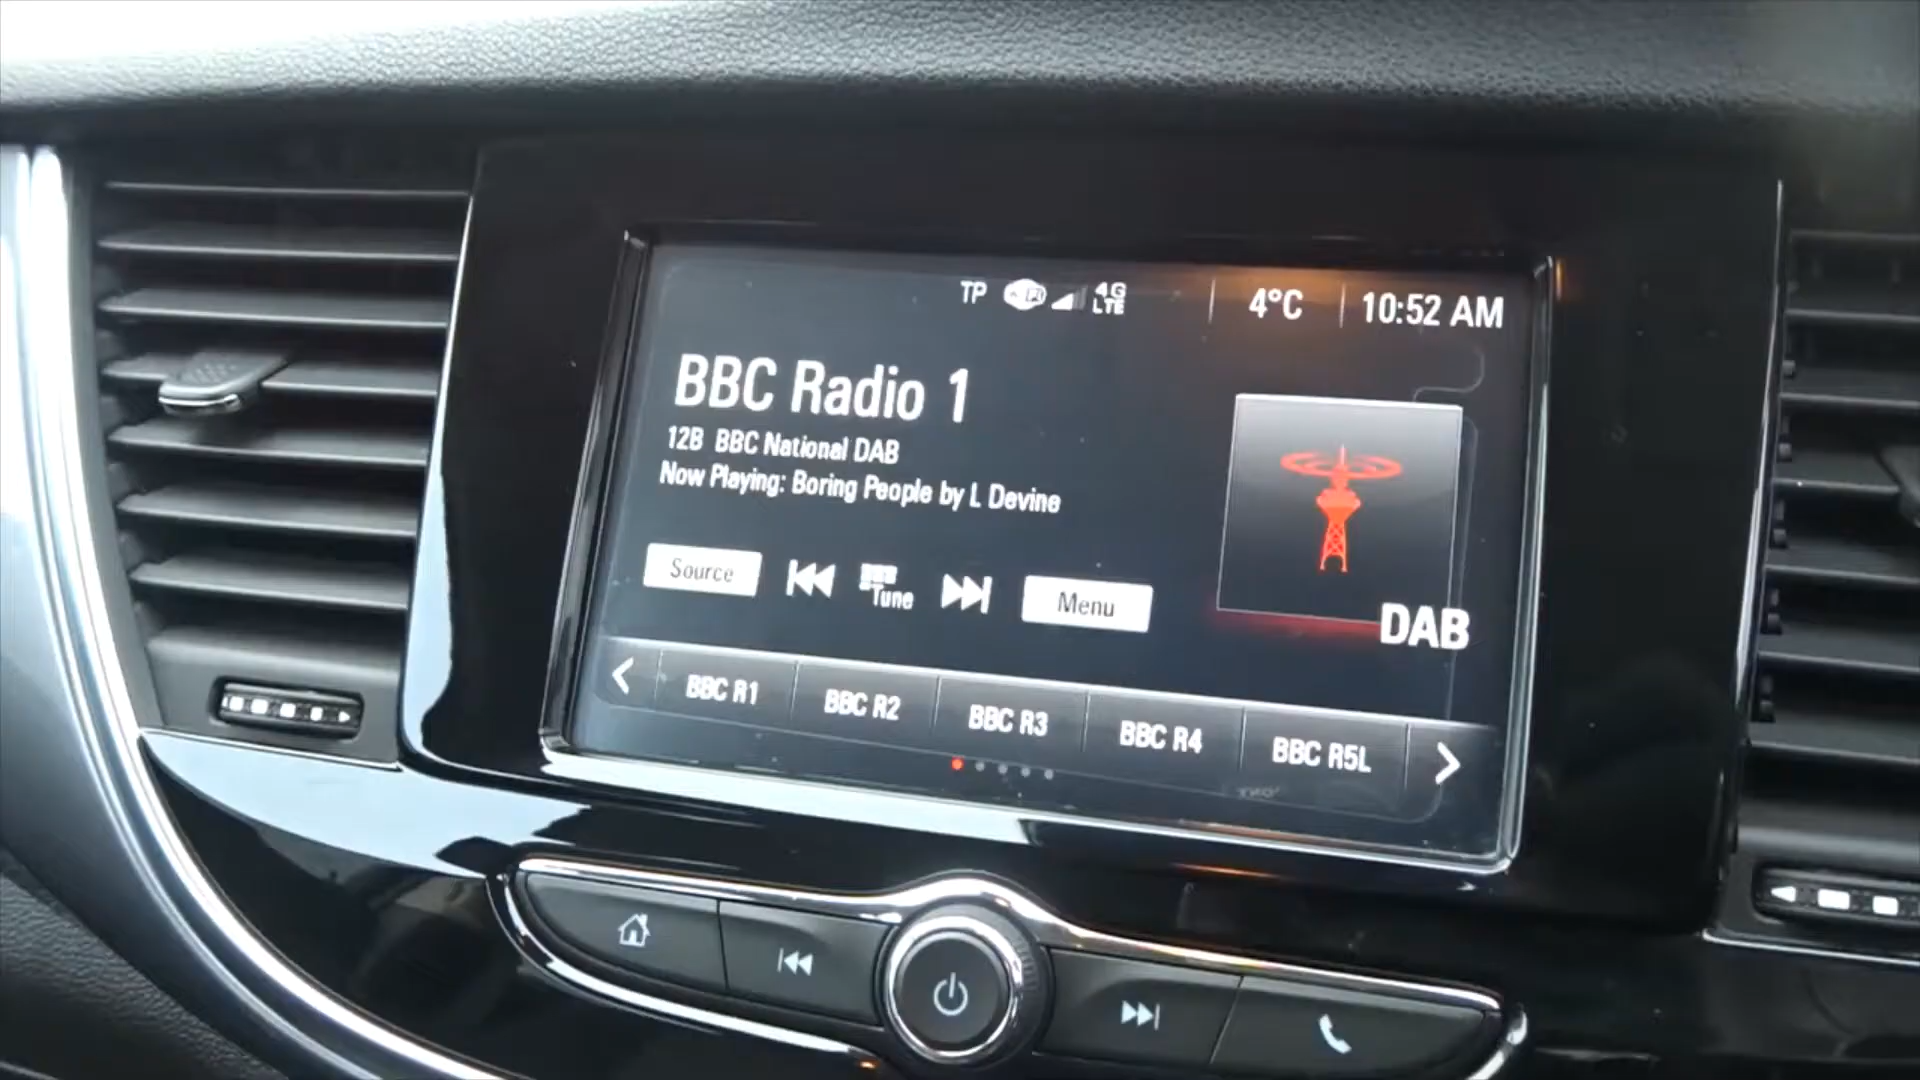 TP 4G LTE 4°C 10:52 AM
BBC Radio 1
12B BBC National DAB
Now Playing: Boring People by L Devine
Source Tune Menu
DAB
BBC R1 BBC R2 BBC R3 BBC R4 BBC R5L